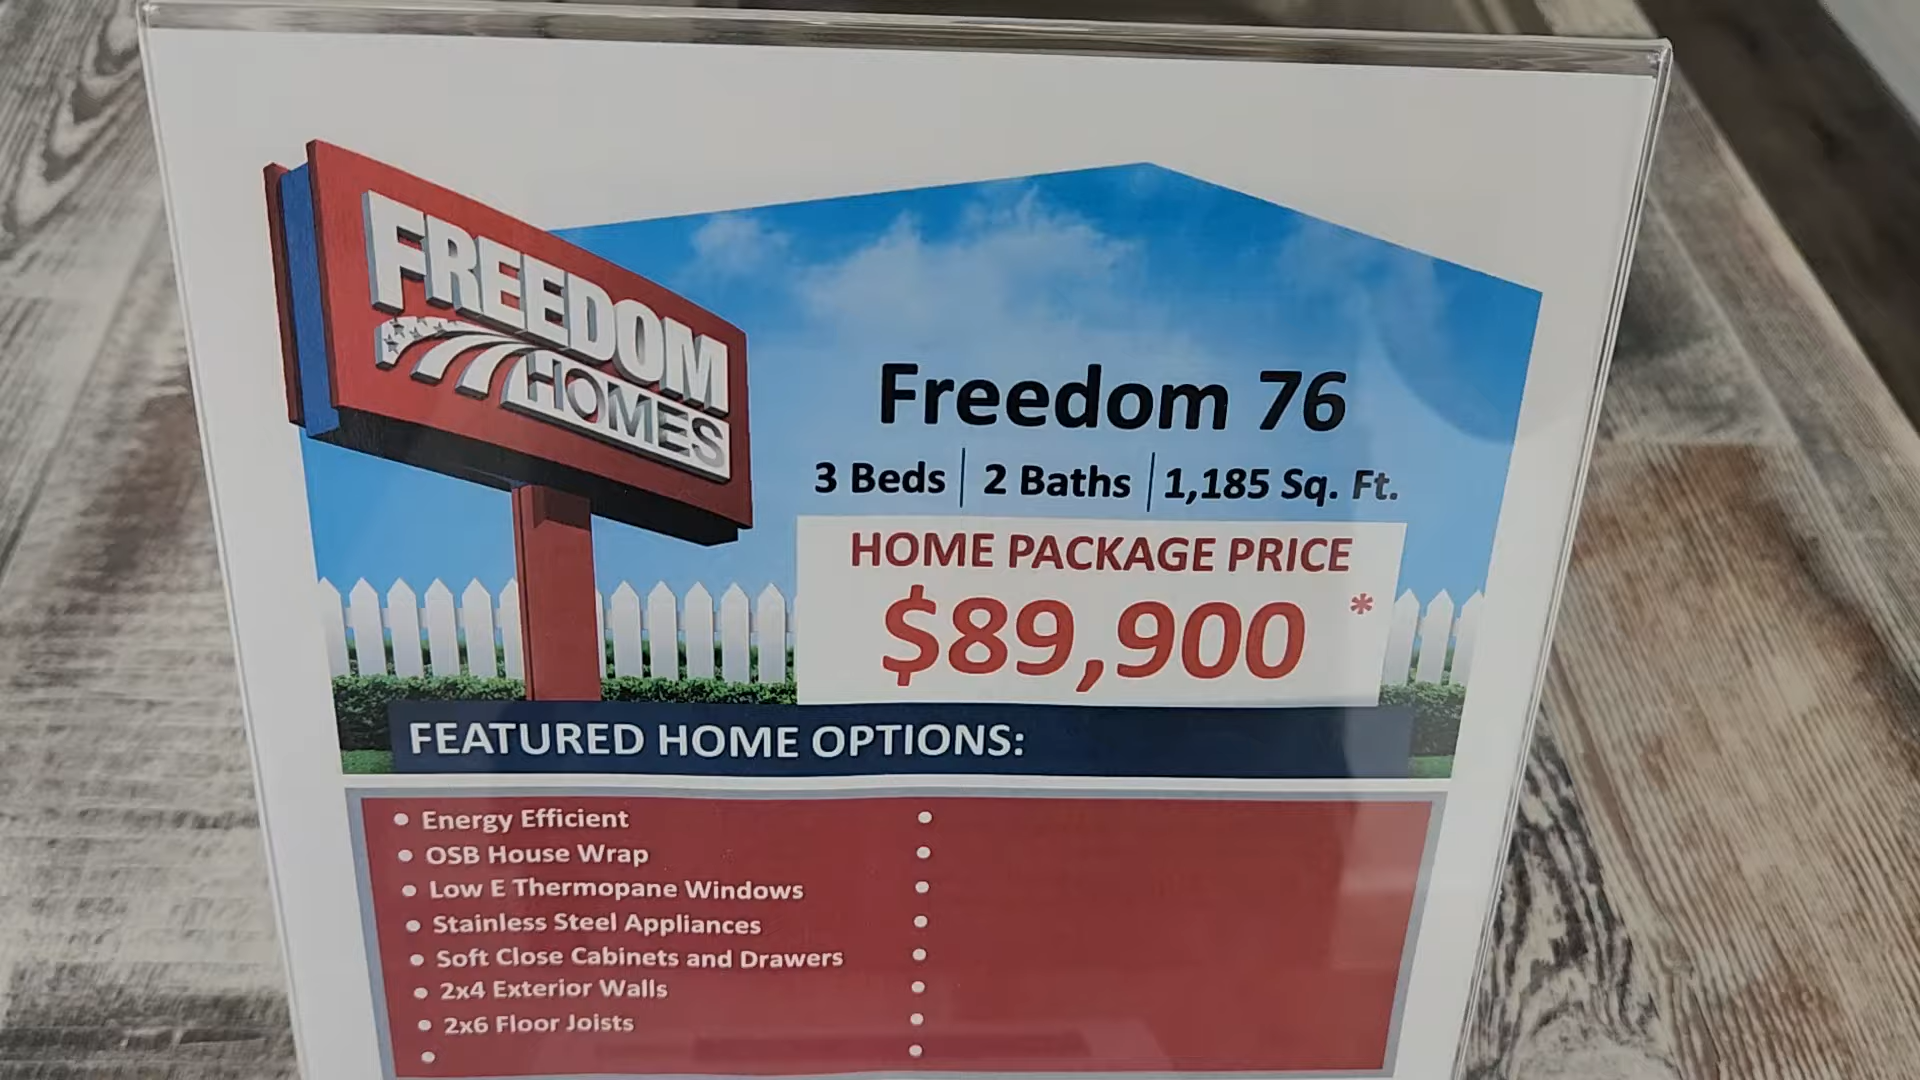 FREEDOM
HOMES
Freedom 76
3 Beds | 2 Baths | 1,185 Sq. Ft.
HOME PACKAGE PRICE
$89,900 *
FEATURED HOME OPTIONS:
• Energy Efficient
• OSB House Wrap
• Low E Thermopane Windows
• Stainless Steel Appliances
• Soft Close Cabinets and Drawers
• 2x4 Exterior Walls
• 2x6 Floor Joists